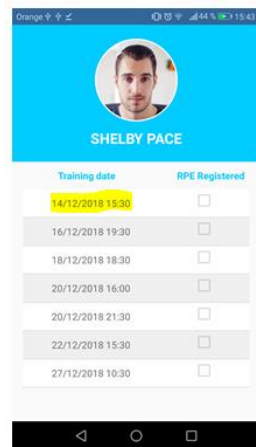 Orange 44 % 15:43
SHELBY PACE
Training date RPE Registered
14/12/2018 15:30
16/12/2018 19:30
18/12/2018 18:30
20/12/2018 16:00
20/12/2018 21:30
22/12/2018 15:30
27/12/2018 10:30